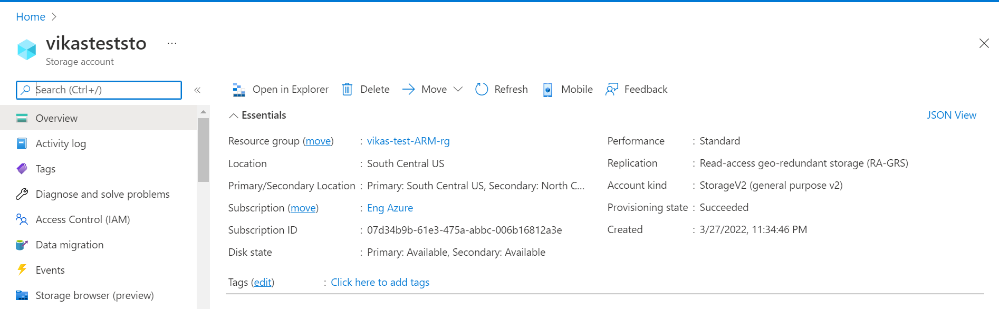 Home
vikasteststo ...
Storage account
Search (Ctrl+/)
Overview
Activity log
Tags
Diagnose and solve problems
Access Control (IAM)
Data migration
Events
Storage browser (preview)
Open in Explorer Delete Move Refresh Mobile Feedback
Essentials JSON View
Resource group (move) : vikas-test-ARM-rg
Location : South Central US
Primary/Secondary Location : Primary: South Central US, Secondary: North C...
Subscription (move) : Eng Azure
Subscription ID : 07d34b9b-61e3-475a-abbc-006b16812a3e
Disk state : Primary: Available, Secondary: Available
Performance : Standard
Replication : Read-access geo-redundant storage (RA-GRS)
Account kind : StorageV2 (general purpose v2)
Provisioning state : Succeeded
Created : 3/27/2022, 11:34:46 PM
Tags (edit) : Click here to add tags